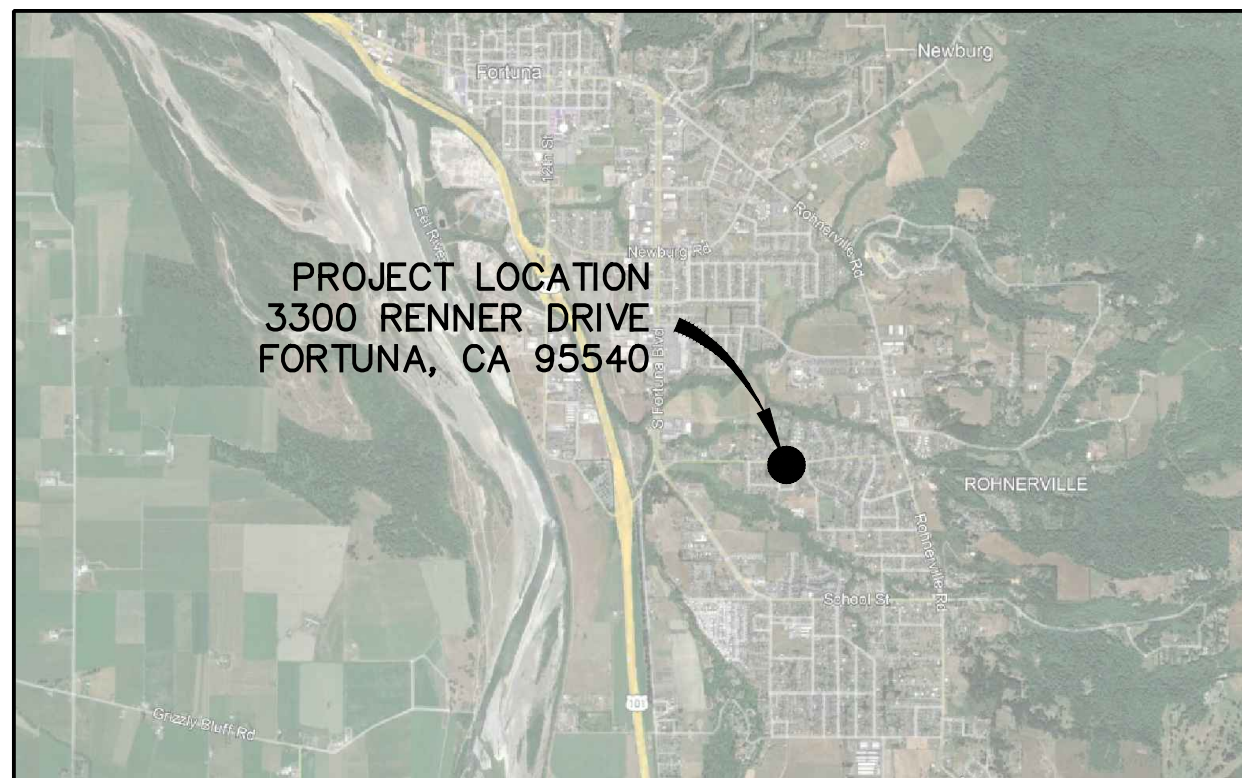 Newburg
Fortuna
12th St
Rohnerville Rd
Eel River
Newburg Rd
PROJECT LOCATION
3300 RENNER DRIVE
FORTUNA, CA 95540
S Fortuna Blvd
ROHNERVILLE
Rohnerville Rd
School St
101
Grizzly Bluff Rd